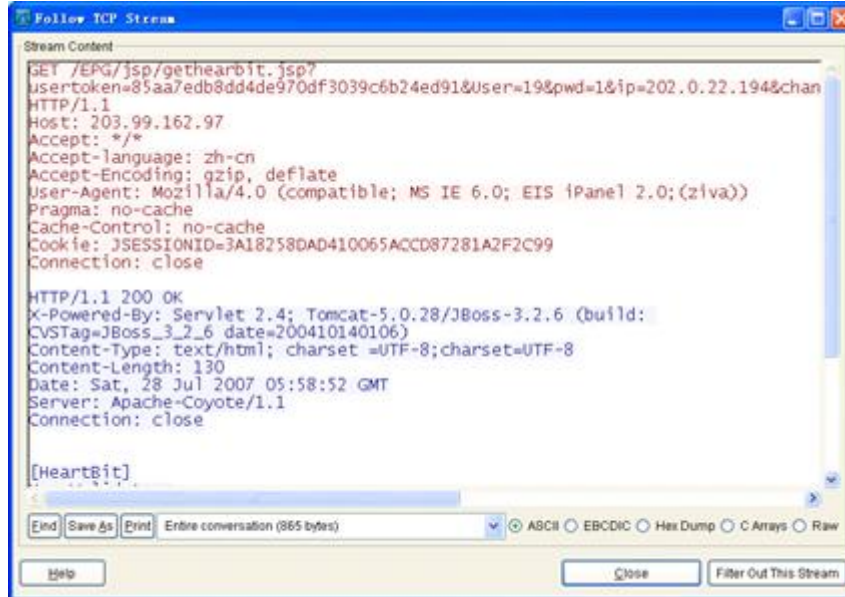 Follow TCP Stream
Stream Content
GET /EPG/jsp/gethearbit.jsp?
usertoken=85aa7edb8dd4de970df3039c6b24ed91&User=19&pwd=1&ip=202.0.22.194&chan
HTTP/1.1
Host: 203.99.162.97
Accept: */*
Accept-language: zh-cn
Accept-Encoding: gzip, deflate
User-Agent: Mozilla/4.0 (compatible; MS IE 6.0; EIS iPanel 2.0;(ziva))
Pragma: no-cache
Cache-Control: no-cache
Cookie: JSESSIONID=3A18258DAD410065ACCD87281A2F2C99
Connection: close
HTTP/1.1 200 OK
X-Powered-By: Servlet 2.4; Tomcat-5.0.28/JBoss-3.2.6 (build:
CVSTag=JBoss_3_2_6 date=200410140106)
Content-Type: text/html; charset =UTF-8;charset=UTF-8
Content-Length: 130
Date: Sat, 28 Jul 2007 05:58:52 GMT
Server: Apache-Coyote/1.1
Connection: close
[HeartBit]
Find Save As Print Entire conversation (865 bytes) ASCII EBCDIC Hex Dump C Arrays Raw
Help Close Filter Out This Stream